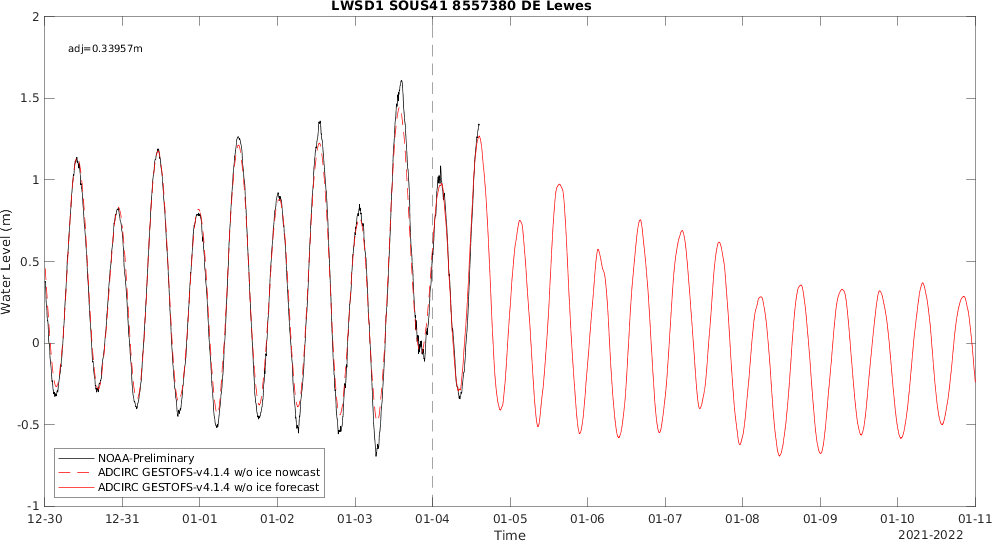 LWSD1 SOUS41 8557380 DE Lewes
adj=0.33957m
Water Level (m)
2
1.5
1
0.5
0
-0.5
-1
NOAA-Preliminary
ADCIRC GESTOFS-v4.1.4 w/o ice nowcast
ADCIRC GESTOFS-v4.1.4 w/o ice forecast
12-30 12-31 01-01 01-02 01-03 01-04 01-05 01-06 01-07 01-08 01-09 01-10 01-11
Time
2021-2022